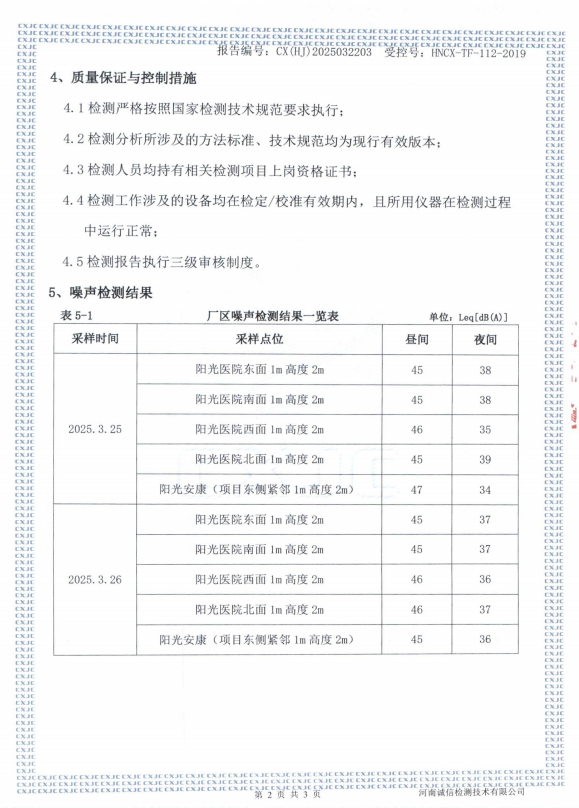 报告编号：CX(HJ)2025032203 受控号：HNCX-TF-112-2019
4、质量保证与控制措施
4.1 检测严格按照国家检测技术规范要求执行；
4.2 检测分析所涉及的方法标准、技术规范均为现行有效版本；
4.3 检测人员均持有相关检测项目上岗资格证书；
4.4 检测工作涉及的设备均在检定/校准有效期内，且所用仪器在检测过程
中运行正常；
4.5 检测报告执行三级审核制度。
5、噪声检测结果
表 5-1 厂区噪声检测结果一览表 单位：Leq[dB(A)]
采样时间 采样点位 昼间 夜间
2025.3.25
阳光医院东面 1m 高度 2m 45 38
阳光医院南面 1m 高度 2m 45 38
阳光医院西面 1m 高度 2m 46 35
阳光医院北面 1m 高度 2m 45 39
阳光安康（项目东侧紧邻 1m 高度 2m） 47 34
2025.3.26
阳光医院东面 1m 高度 2m 45 37
阳光医院南面 1m 高度 2m 45 37
阳光医院西面 1m 高度 2m 46 36
阳光医院北面 1m 高度 2m 46 37
阳光安康（项目东侧紧邻 1m 高度 2m） 45 36
第 2 页 共 3 页 河南诚信检测技术有限公司